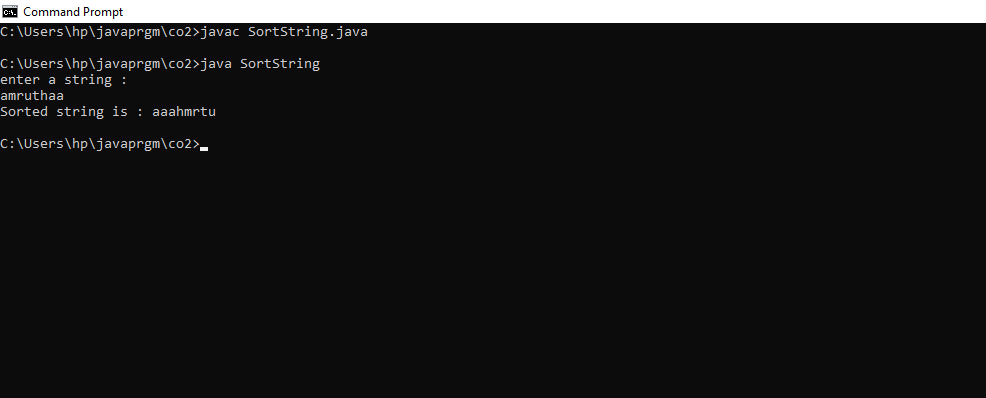 Command Prompt
C:\Users\hp\javaprgm\co2>javac SortString.java
C:\Users\hp\javaprgm\co2>java SortString
enter a string :
amruthaa
Sorted string is : aaahmrtu
C:\Users\hp\javaprgm\co2>